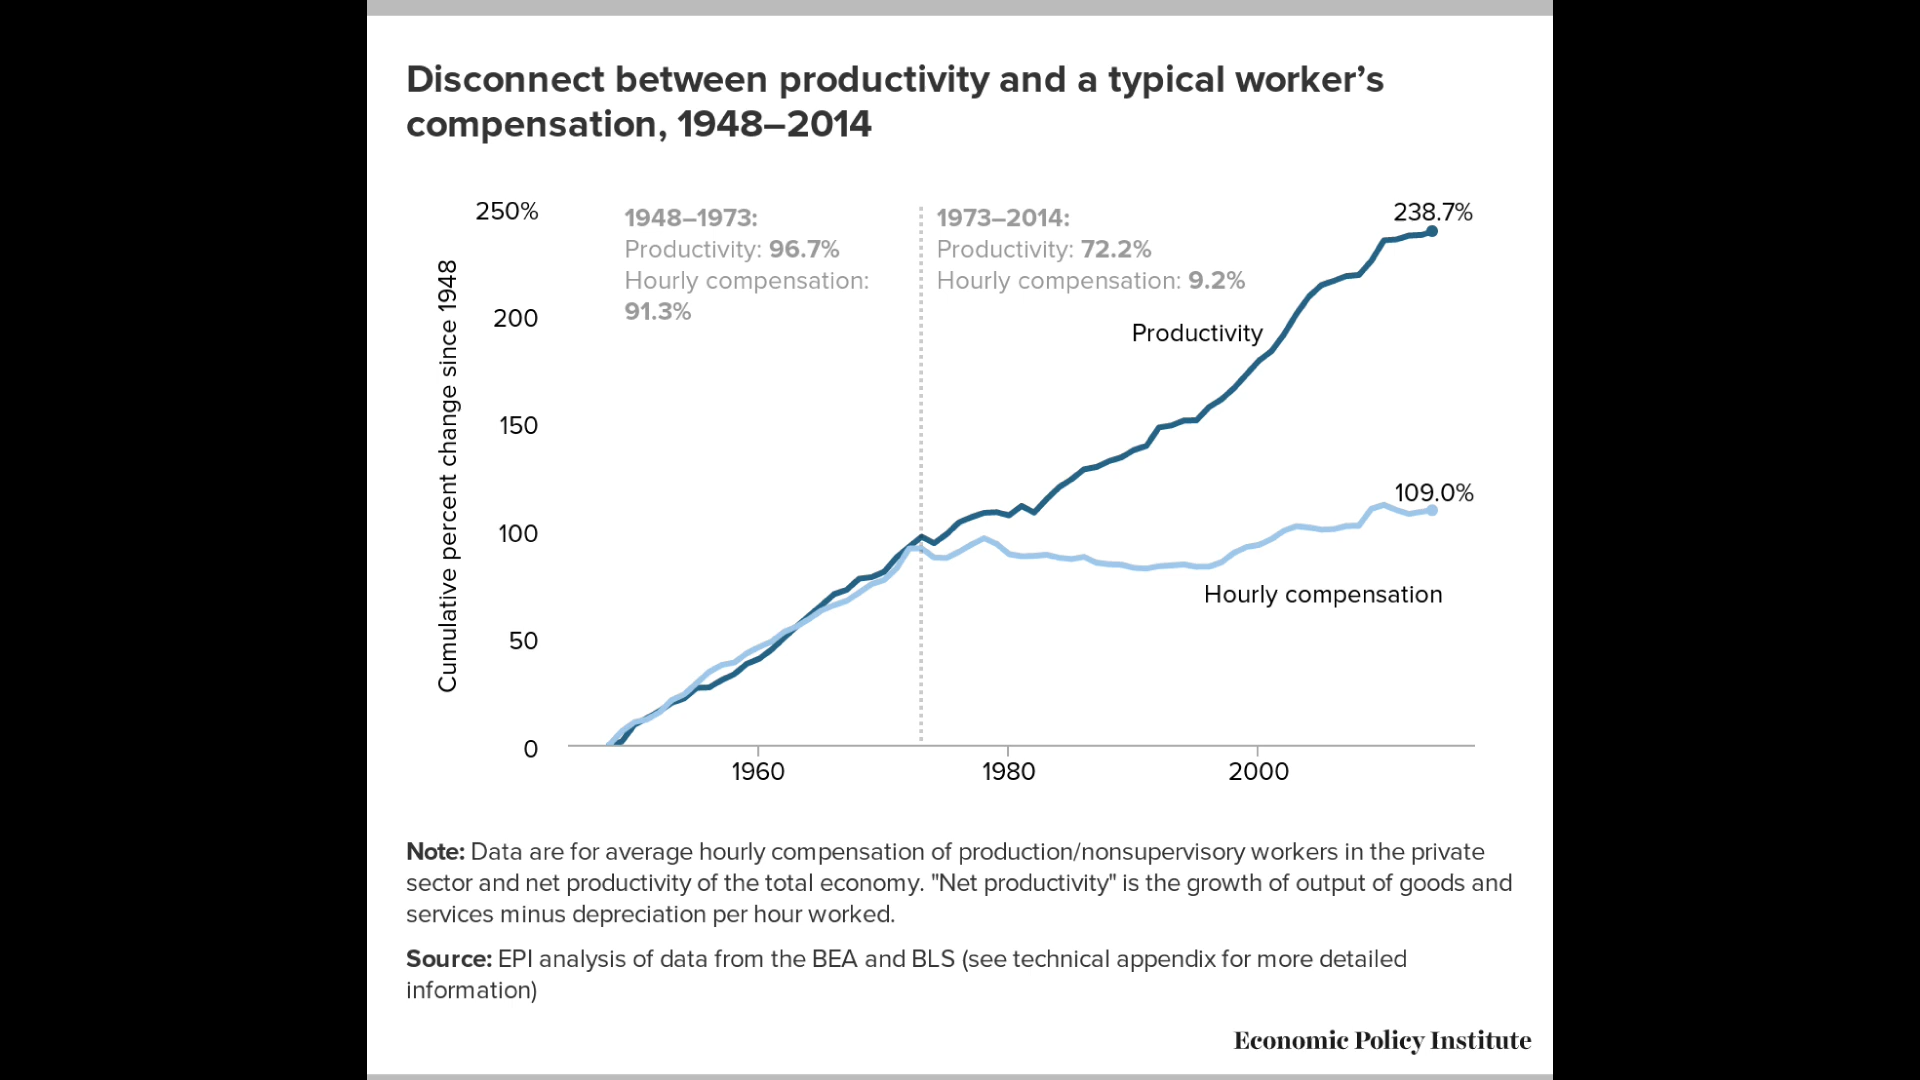 Disconnect between productivity and a typical worker’s
compensation, 1948–2014
250%
200
150
100
50
0
Cumulative percent change since 1948
1948–1973:
Productivity: 96.7%
Hourly compensation:
91.3%
1973–2014:
Productivity: 72.2%
Hourly compensation: 9.2%
238.7%
Productivity
109.0%
Hourly compensation
1960
1980
2000
Note: Data are for average hourly compensation of production/nonsupervisory workers in the private
sector and net productivity of the total economy. "Net productivity" is the growth of output of goods and
services minus depreciation per hour worked.
Source: EPI analysis of data from the BEA and BLS (see technical appendix for more detailed
information)
Economic Policy Institute